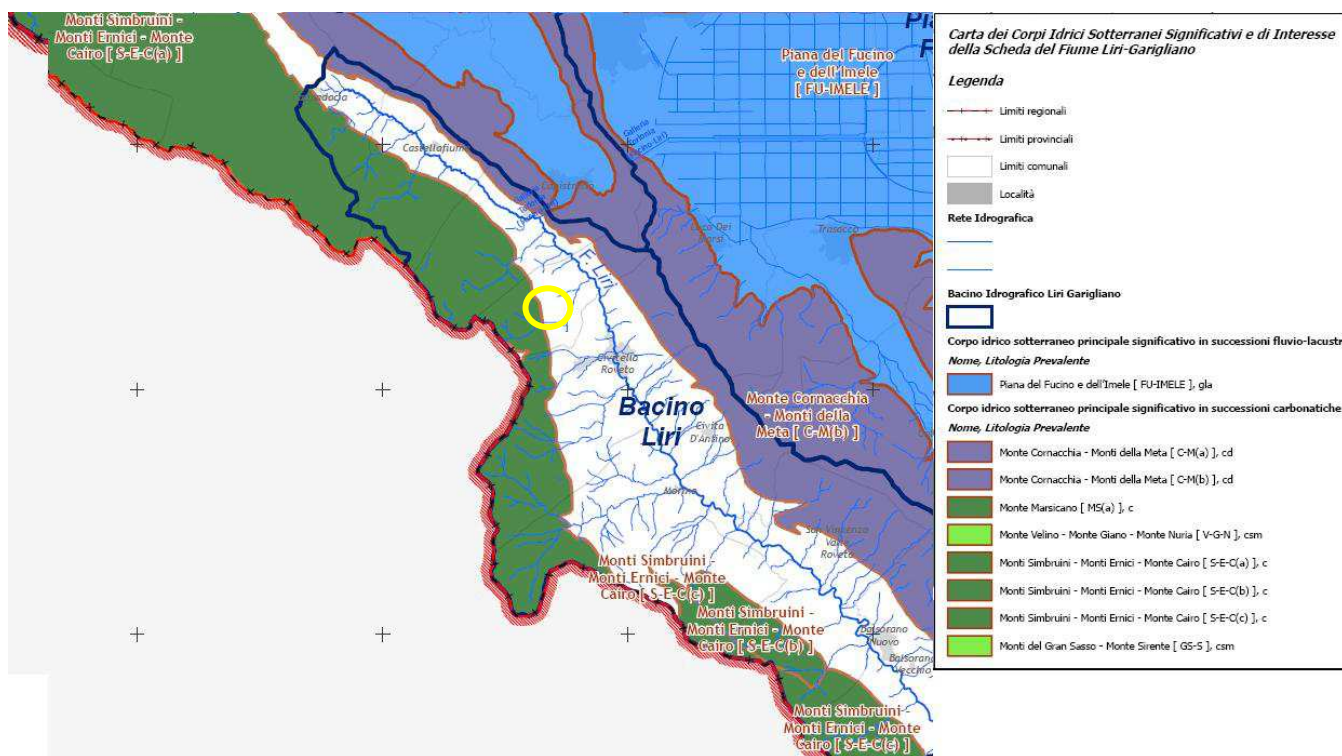 Monti Simbruini -
Monti Ernici - Monte
Cairo [ S-E-C(a) ]
Piana del Fucino
e dell'Imele
[ FU-IMELE ]
Castellafiume
Trasacco
F. Liri
Civitella
Roveto
Bacino
Liri
Monte Cornacchia
- Monti della
Meta [ C-M(b) ]
Civita
D'Antino
Morino
San Vincenzo
Valle
Roveto
Monti Simbruini -
Monti Ernici - Monte
Cairo [ S-E-C(c) ]
Monti Simbruini -
Monti Ernici - Monte
Cairo [ S-E-C(b) ]
Balsorano
Nuovo
Balsorano
Vecchio
Monti Simbruini -
Monti Ernici - Monte
Cairo [ S-E-C(c) ]
Carta dei Corpi Idrici Sotterranei Significativi e di Interesse
della Scheda del Fiume Liri-Garigliano
Legenda
Limiti regionali
Limiti provinciali
Limiti comunali
Località
Rete Idrografica
Bacino Idrografico Liri Garigliano
Corpo idrico sotterraneo principale significativo in successioni fluvio-lacustr
Nome, Litologia Prevalente
Piana del Fucino e dell'Imele [ FU-IMELE ], gla
Corpo idrico sotterraneo principale significativo in successioni carbonatiche
Nome, Litologia Prevalente
Monte Cornacchia - Monti della Meta [ C-M(a) ], cd
Monte Cornacchia - Monti della Meta [ C-M(b) ], cd
Monte Marsicano [ MS(a) ], c
Monte Velino - Monte Giano - Monte Nuria [ V-G-N ], csm
Monti Simbruini - Monti Ernici - Monte Cairo [ S-E-C(a) ], c
Monti Simbruini - Monti Ernici - Monte Cairo [ S-E-C(b) ], c
Monti Simbruini - Monti Ernici - Monte Cairo [ S-E-C(c) ], c
Monti del Gran Sasso - Monte Sirente [ GS-S ], csm